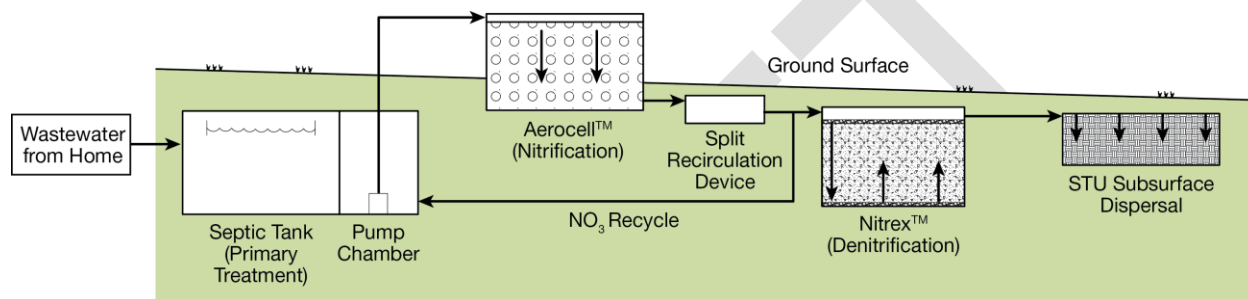 Wastewater
from Home
Septic Tank
(Primary
Treatment)
Pump
Chamber
Aerocell™
(Nitrification)
NO₃ Recycle
Split
Recirculation
Device
Ground Surface
Nitrex™
(Denitrification)
STU Subsurface
Dispersal